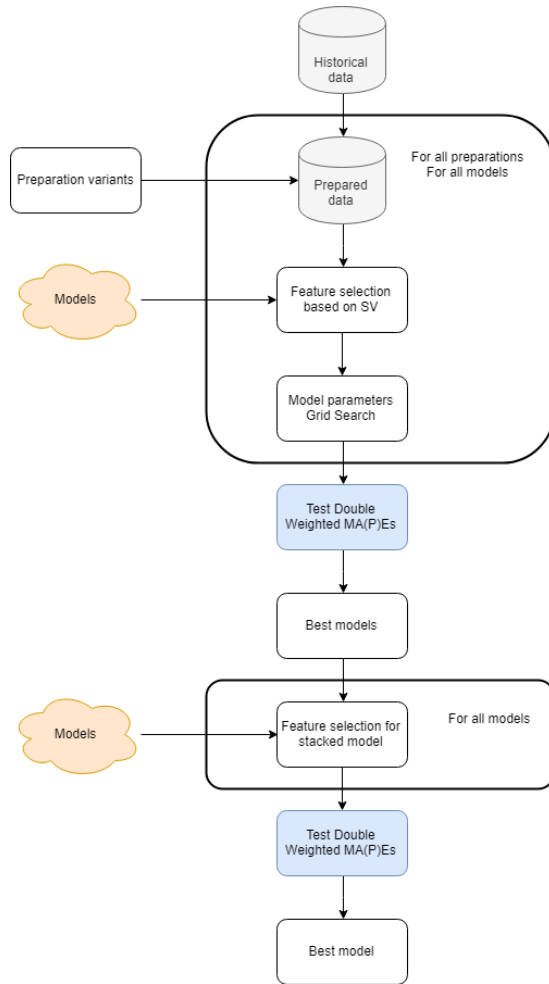 Historical
data
For all preparations
For all models
Preparation variants
Prepared
data
Models
Feature selection
based on SV
Model parameters
Grid Search
Test Double
Weighted MA(P)Es
Best models
Models
Feature selection for
stacked model
For all models
Test Double
Weighted MA(P)Es
Best model